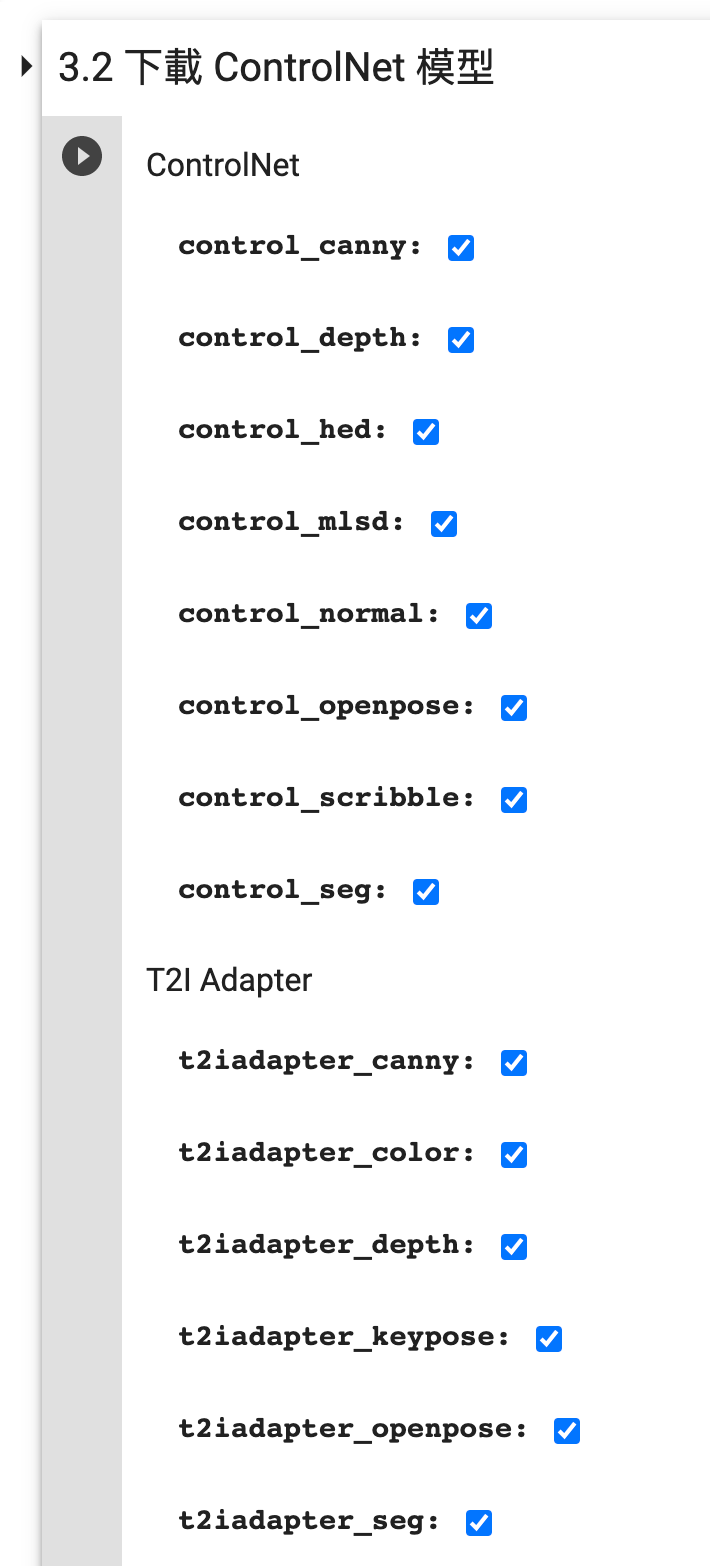 3.2 下載 ControlNet 模型
ControlNet
control_canny:
control_depth:
control_hed:
control_mlsd:
control_normal:
control_openpose:
control_scribble:
control_seg:
T2I Adapter
t2iadapter_canny:
t2iadapter_color:
t2iadapter_depth:
t2iadapter_keypose:
t2iadapter_openpose:
t2iadapter_seg: